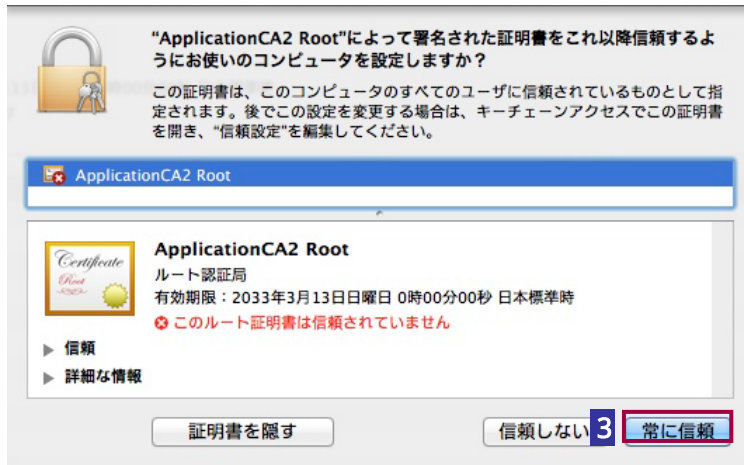 “ApplicationCA2 Root”によって署名された証明書をこれ以降信頼するよ
うにお使いのコンピュータを設定しますか？
この証明書は、このコンピュータのすべてのユーザに信頼されているものとして指
定されます。後でこの設定を変更する場合は、キーチェーンアクセスでこの証明書
を開き、“信頼設定”を編集してください。
ApplicationCA2 Root
Certificate
Root
ApplicationCA2 Root
ルート認証局
有効期限：2033年3月13日日曜日 0時00分00秒 日本標準時
このルート証明書は信頼されていません
信頼
詳細な情報
証明書を隠す
信頼しない
3
常に信頼